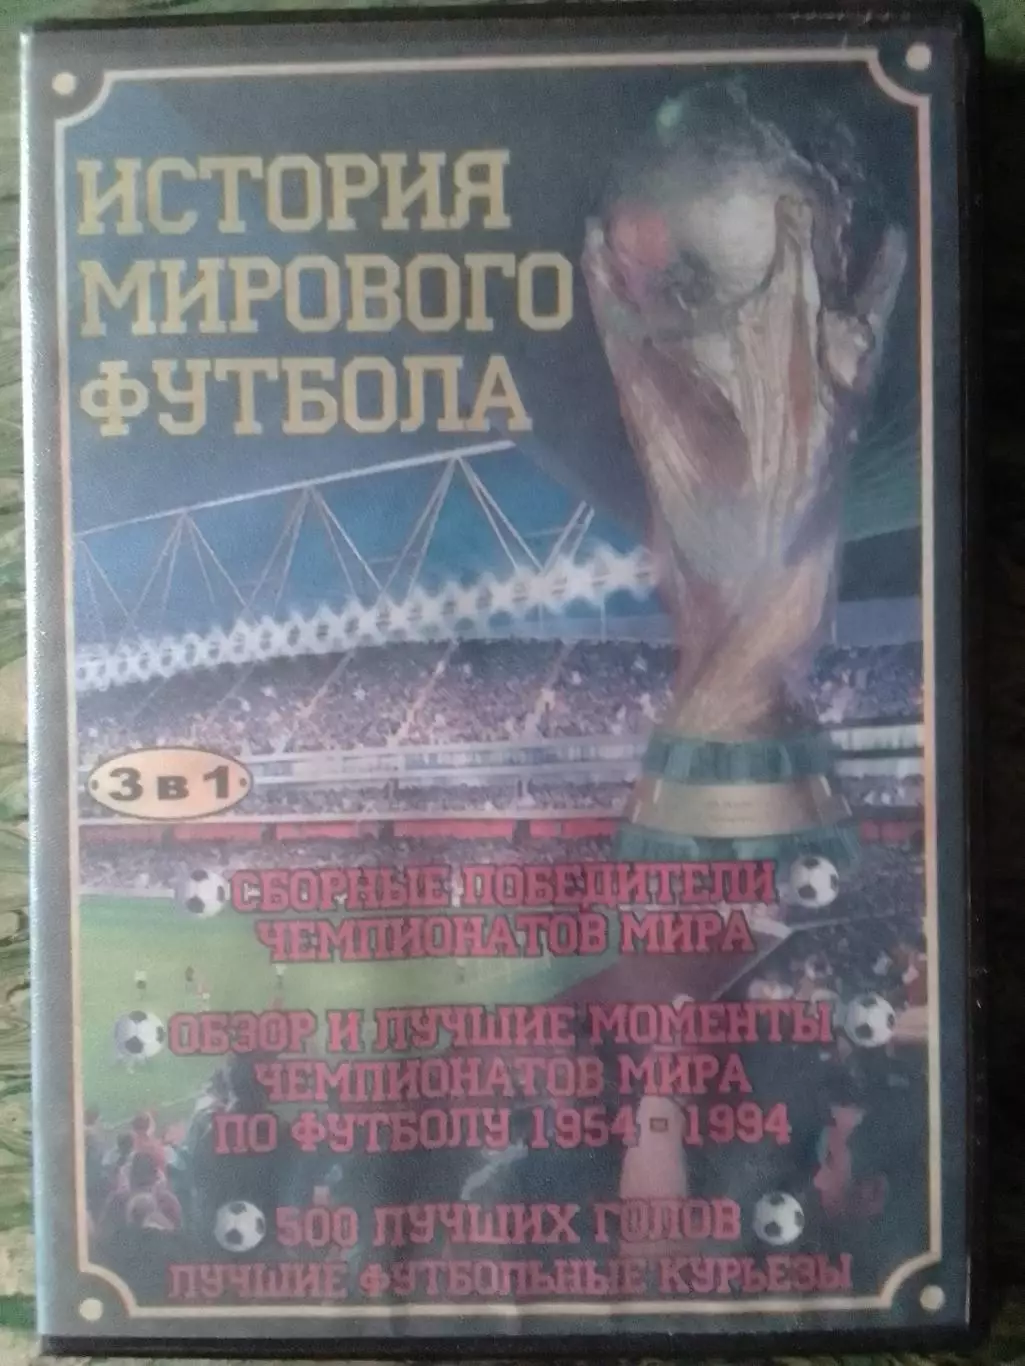 ИСТОРИЯ
МИРОВОГО
ФУТБОЛА
3 в 1
СБОРНЫЕ ПОБЕДИТЕЛИ
ЧЕМПИОНАТОВ МИРА
ОБЗОР И ЛУЧШИЕ МОМЕНТЫ
ЧЕМПИОНАТОВ МИРА
ПО ФУТБОЛУ 1954 - 1994
500 ЛУЧШИХ ГОЛОВ
ЛУЧШИЕ ФУТБОЛЬНЫЕ КУРЬЕЗЫ